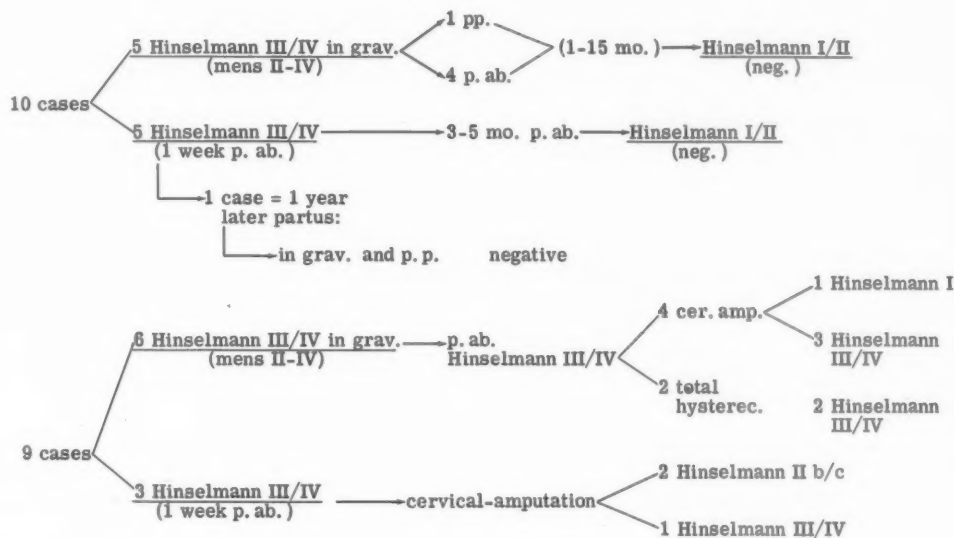 1 pp.
5 Hinselmann III/IV in grav.
(mens II-IV)
(1-15 mo.)
Hinselmann I/II
(neg.)
4 p. ab.
10 cases
5 Hinselmann III/IV
(1 week p. ab.)
3-5 mo. p. ab.
Hinselmann I/II
(neg.)
1 case = 1 year
later partus:
in grav. and p. p. negative
6 Hinselmann III/IV in grav.
(mens II-IV)
p. ab.
Hinselmann III/IV
4 cer. amp.
1 Hinselmann I
3 Hinselmann
III/IV
2 total
hysterec.
2 Hinselmann
III/IV
9 cases
3 Hinselmann III/IV
(1 week p. ab.)
cervical-amputation
2 Hinselmann II b/c
1 Hinselmann III/IV